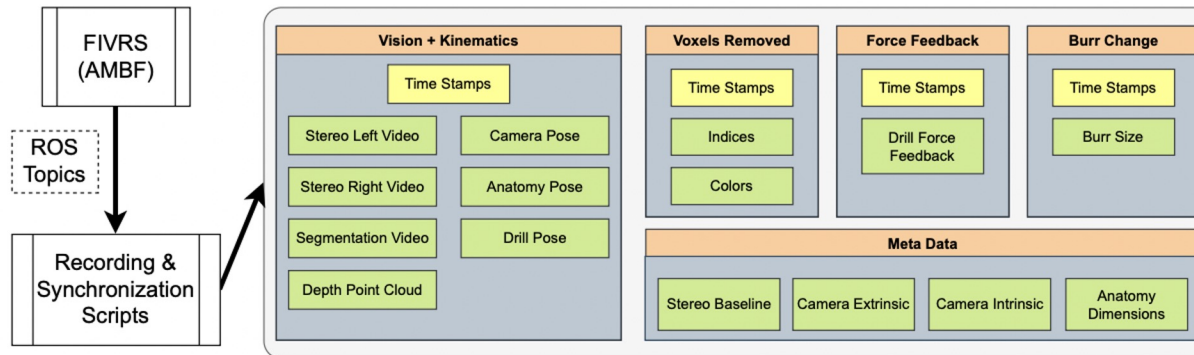 FIVRS
(AMBF)
ROS
Topics
Recording &
Synchronization
Scripts
Vision + Kinematics
Time Stamps
Stereo Left Video
Camera Pose
Stereo Right Video
Anatomy Pose
Segmentation Video
Drill Pose
Depth Point Cloud
Voxels Removed
Time Stamps
Indices
Colors
Force Feedback
Time Stamps
Drill Force
Feedback
Burr Change
Time Stamps
Burr Size
Meta Data
Stereo Baseline
Camera Extrinsic
Camera Intrinsic
Anatomy
Dimensions